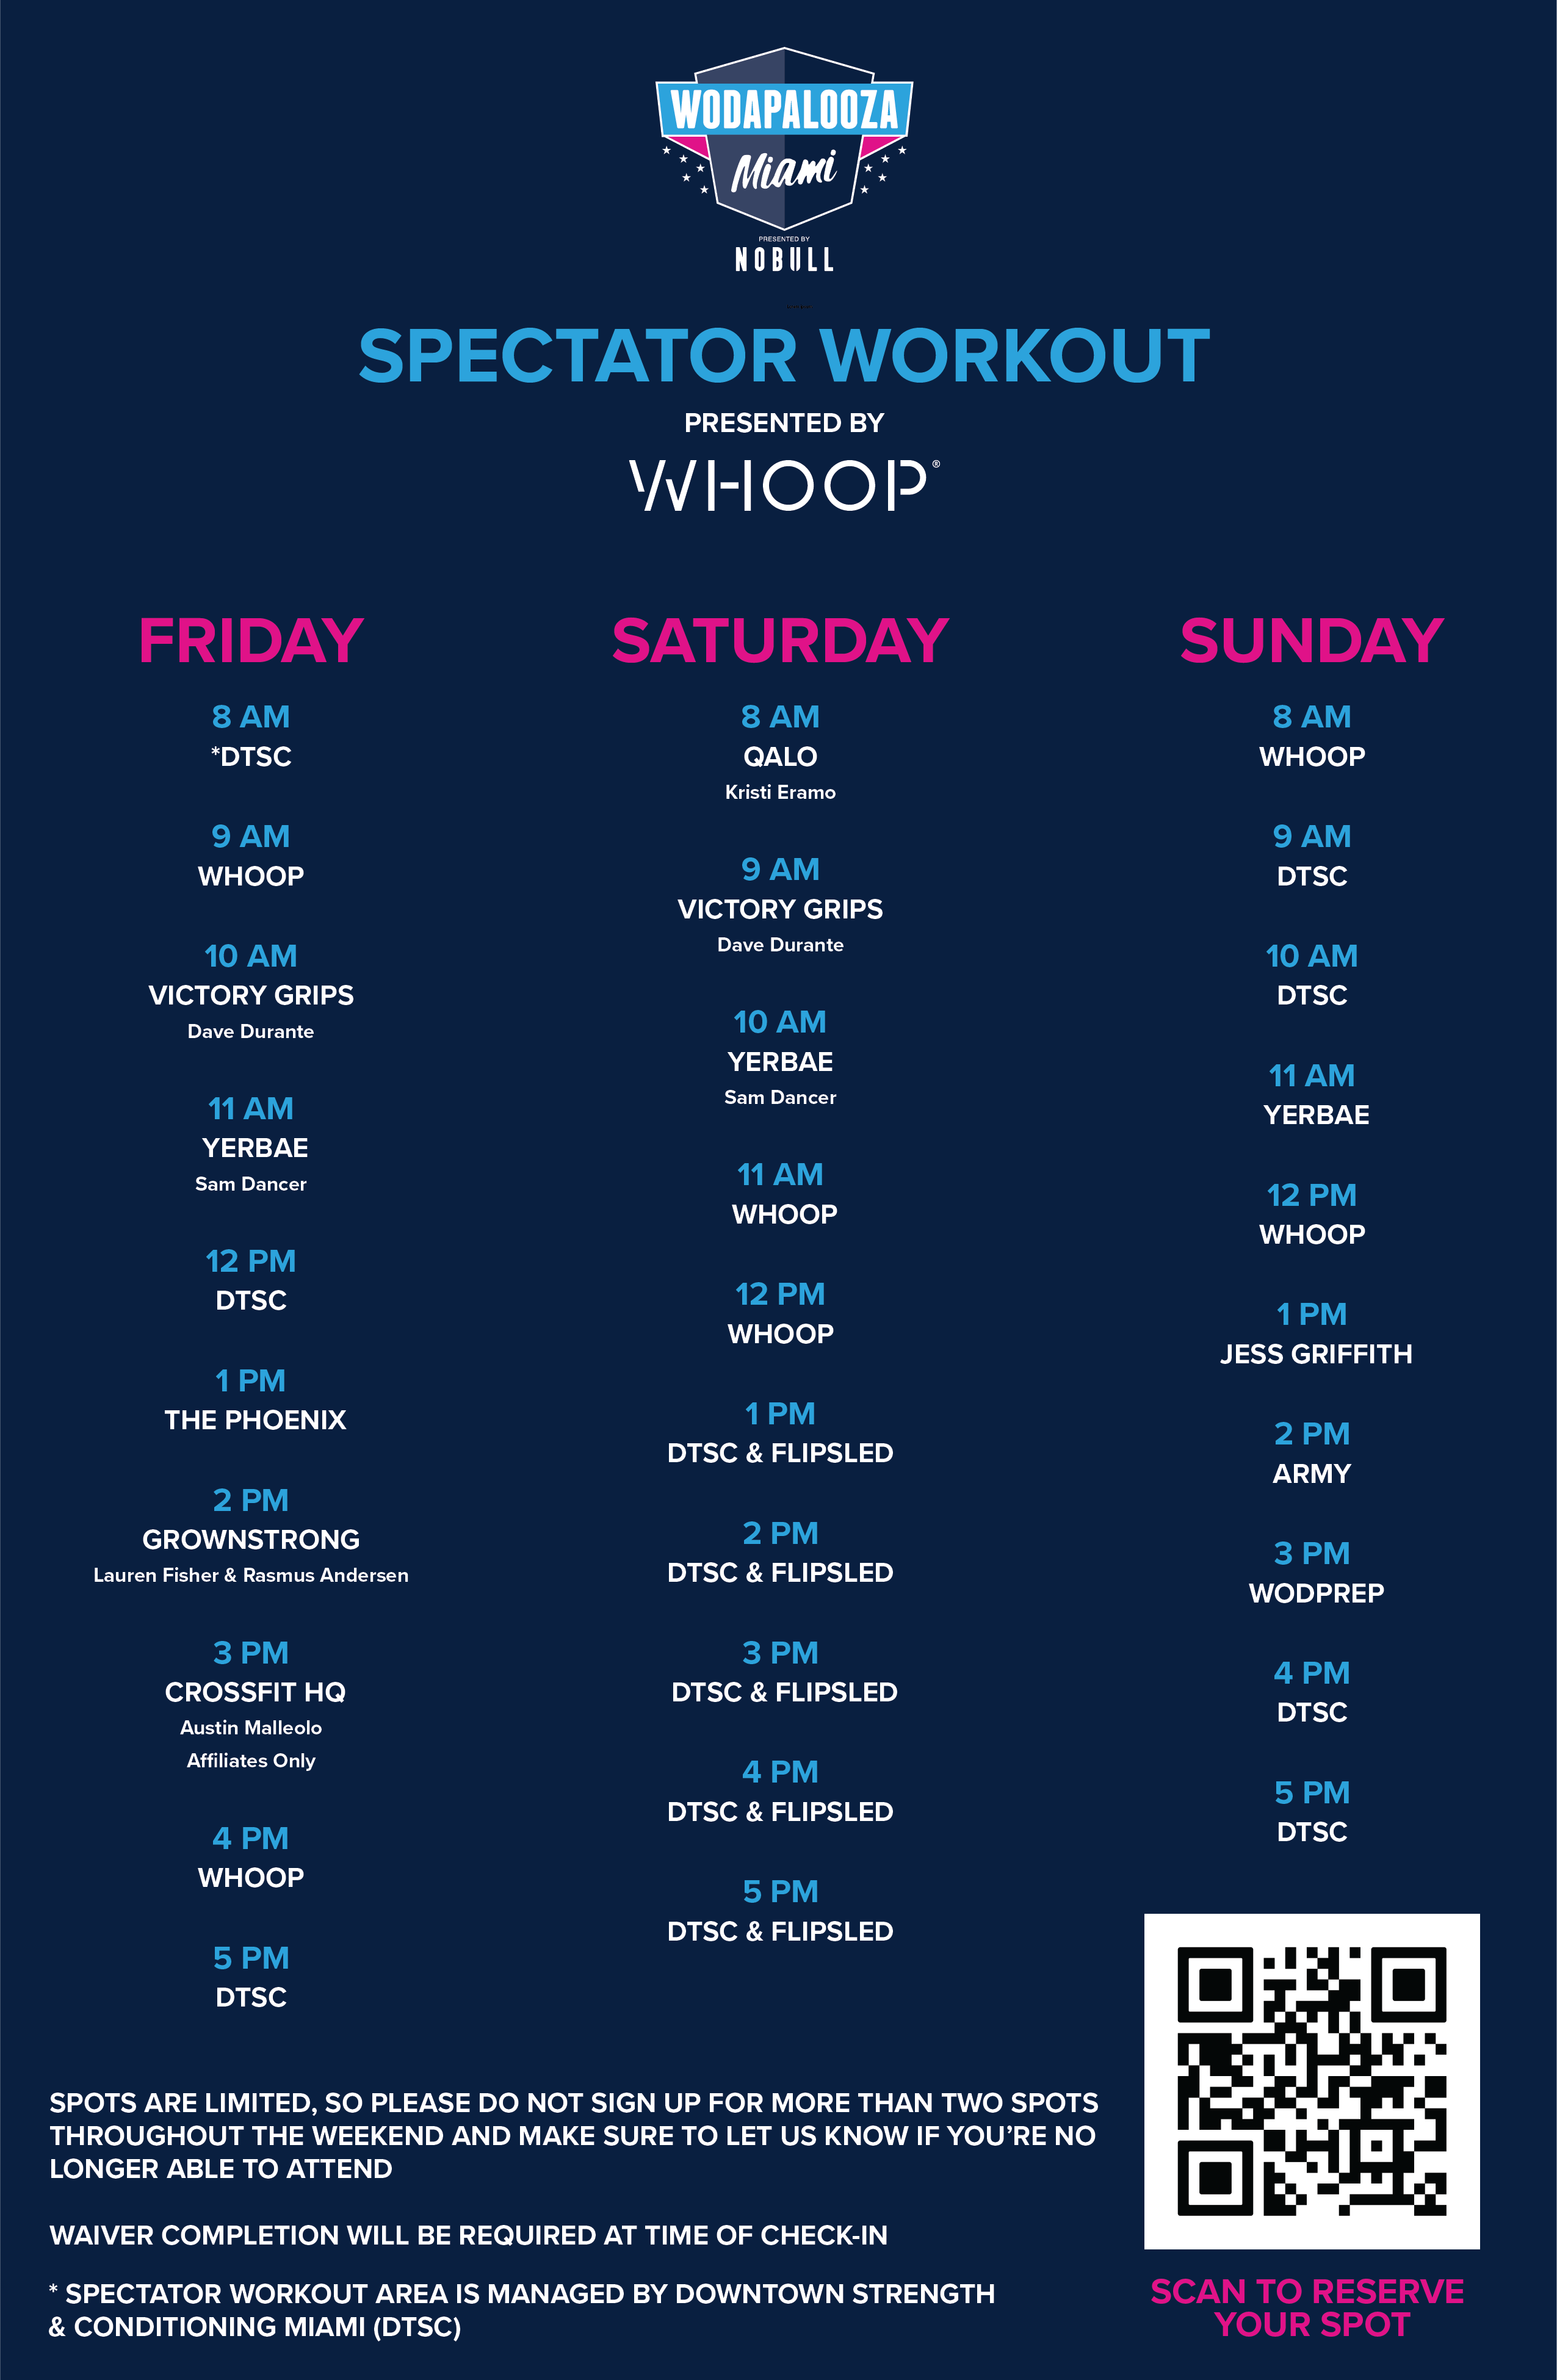 WODAPALOOZA
Miami
PRESENTED BY
NOBULL
SPECTATOR WORKOUT
PRESENTED BY
WHOOP®
FRIDAY
8 AM
*DTSC
9 AM
WHOOP
10 AM
VICTORY GRIPS
Dave Durante
11 AM
YERBAE
Sam Dancer
12 PM
DTSC
1 PM
THE PHOENIX
2 PM
GROWNSTRONG
Lauren Fisher & Rasmus Andersen
3 PM
CROSSFIT HQ
Austin Malleolo
Affiliates Only
4 PM
WHOOP
5 PM
DTSC
SATURDAY
8 AM
QALO
Kristi Eramo
9 AM
VICTORY GRIPS
Dave Durante
10 AM
YERBAE
Sam Dancer
11 AM
WHOOP
12 PM
WHOOP
1 PM
DTSC & FLIPSLED
2 PM
DTSC & FLIPSLED
3 PM
DTSC & FLIPSLED
4 PM
DTSC & FLIPSLED
5 PM
DTSC & FLIPSLED
SUNDAY
8 AM
WHOOP
9 AM
DTSC
10 AM
DTSC
11 AM
YERBAE
12 PM
WHOOP
1 PM
JESS GRIFFITH
2 PM
ARMY
3 PM
WODPREP
4 PM
DTSC
5 PM
DTSC
SPOTS ARE LIMITED, SO PLEASE DO NOT SIGN UP FOR MORE THAN TWO SPOTS
THROUGHOUT THE WEEKEND AND MAKE SURE TO LET US KNOW IF YOU’RE NO
LONGER ABLE TO ATTEND
WAIVER COMPLETION WILL BE REQUIRED AT TIME OF CHECK-IN
* SPECTATOR WORKOUT AREA IS MANAGED BY DOWNTOWN STRENGTH
& CONDITIONING MIAMI (DTSC)
SCAN TO RESERVE
YOUR SPOT